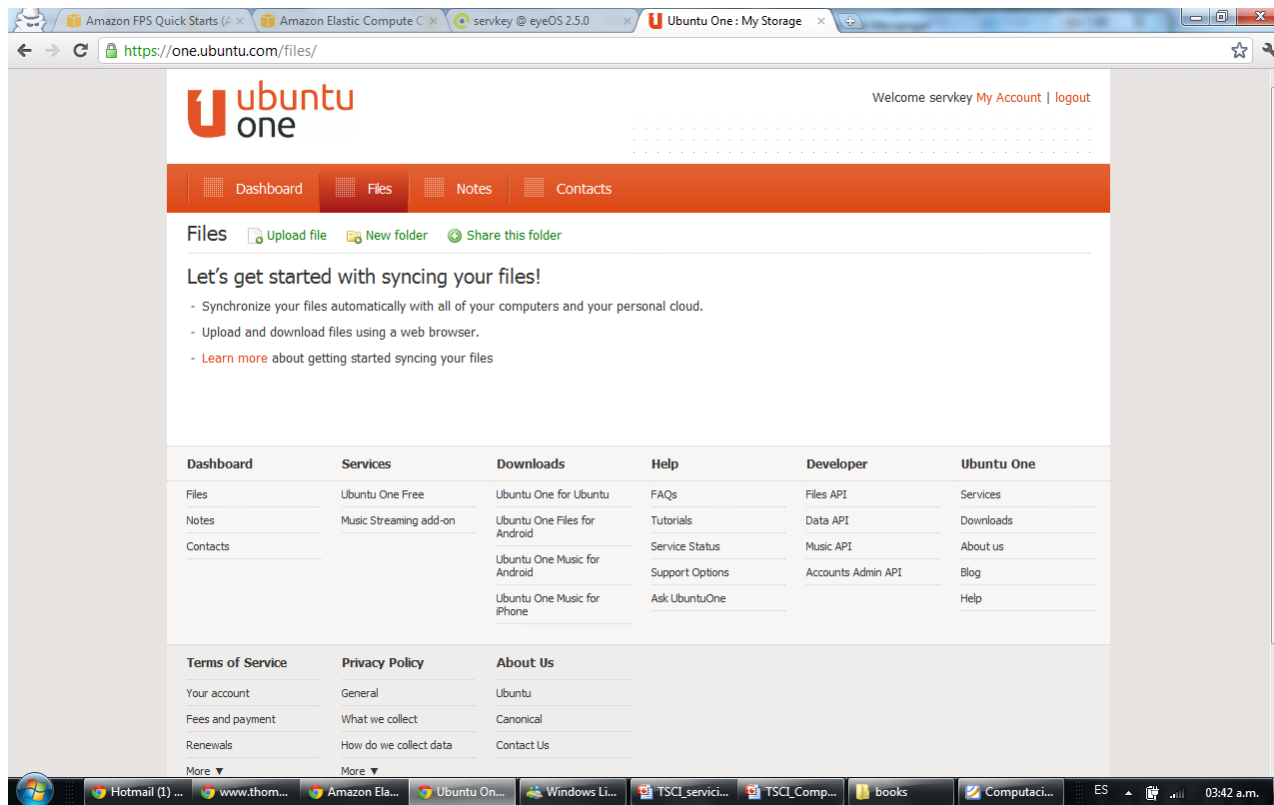 Amazon FPS Quick Starts (A
Amazon Elastic Compute C
servkey @ eyeOS 2.5.0
Ubuntu One : My Storage
https://one.ubuntu.com/files/
ubuntu
one
Welcome servkey My Account | logout
Dashboard
Files
Notes
Contacts
Files
Upload file
New folder
Share this folder
Let's get started with syncing your files!
- Synchronize your files automatically with all of your computers and your personal cloud.
- Upload and download files using a web browser.
- Learn more about getting started syncing your files
Dashboard
Files
Notes
Contacts
Services
Ubuntu One Free
Music Streaming add-on
Downloads
Ubuntu One for Ubuntu
Ubuntu One Files for
Android
Ubuntu One Music for
Android
Ubuntu One Music for
iPhone
Help
FAQs
Tutorials
Service Status
Support Options
Ask UbuntuOne
Developer
Files API
Data API
Music API
Accounts Admin API
Ubuntu One
Services
Downloads
About us
Blog
Help
Terms of Service
Your account
Fees and payment
Renewals
More ▼
Privacy Policy
General
What we collect
How do we collect data
More ▼
About Us
Ubuntu
Canonical
Contact Us
Hotmail (1) ...
www.thom...
Amazon Ela...
Ubuntu On...
Windows Li...
TSCI_servici...
TSCI_Comp...
books
Computaci...
ES
03:42 a.m.